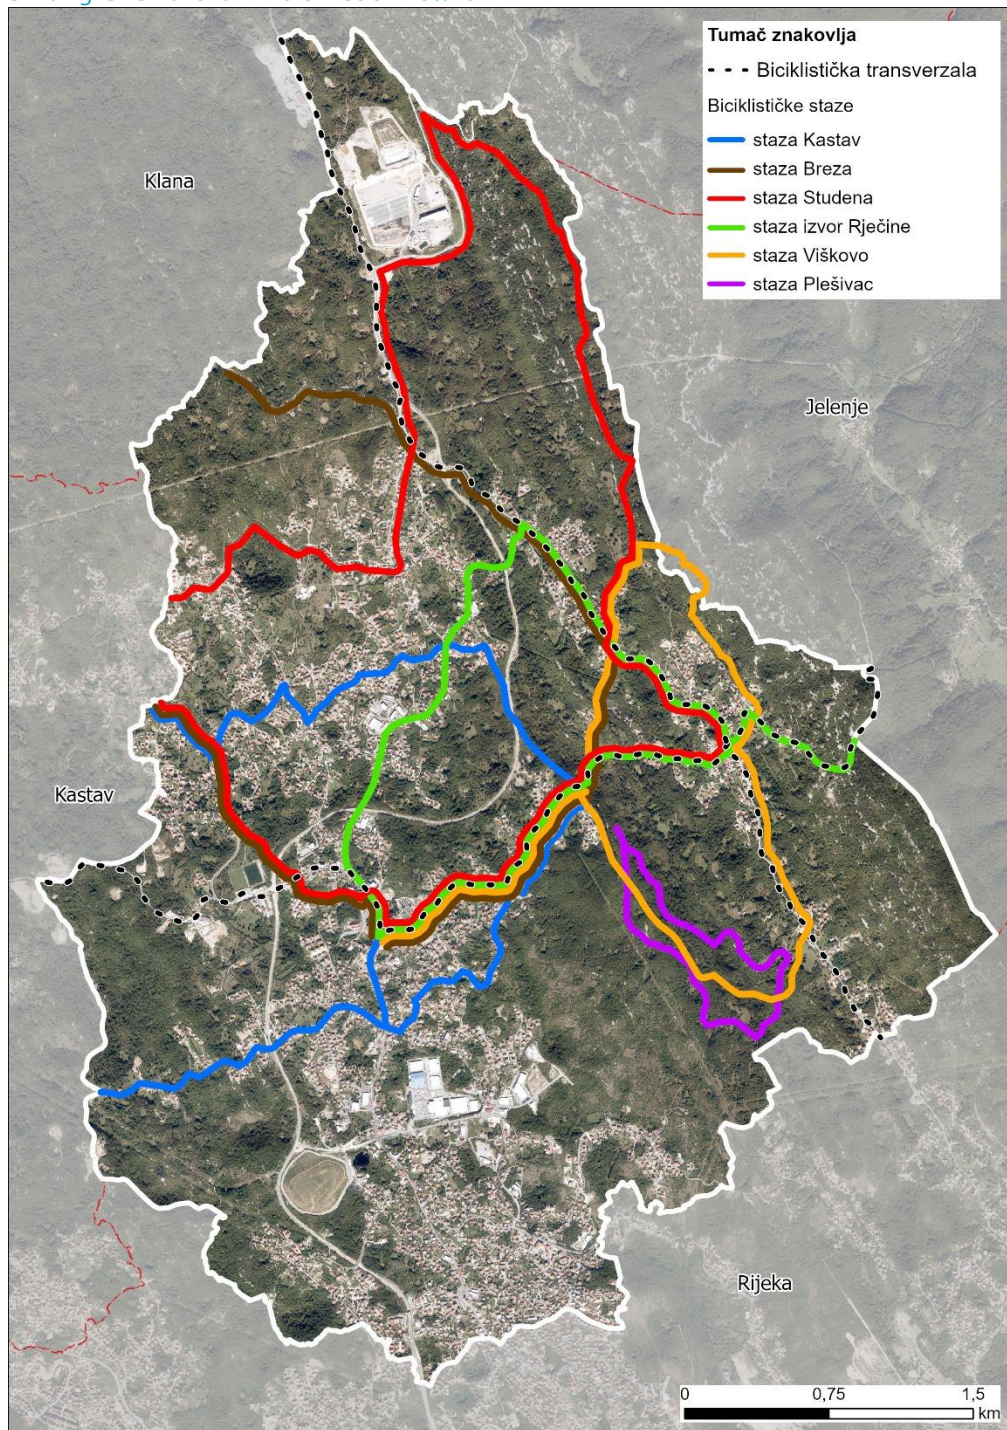 Tumač znakovlja
Biciklistička transverzala
Biciklističke staze
staza Kastav
staza Breza
staza Studena
staza izvor Rječine
staza Viškovo
staza Plešivac
Klana
Jelenje
Kastav
Rijeka
0 0,75 1,5
km